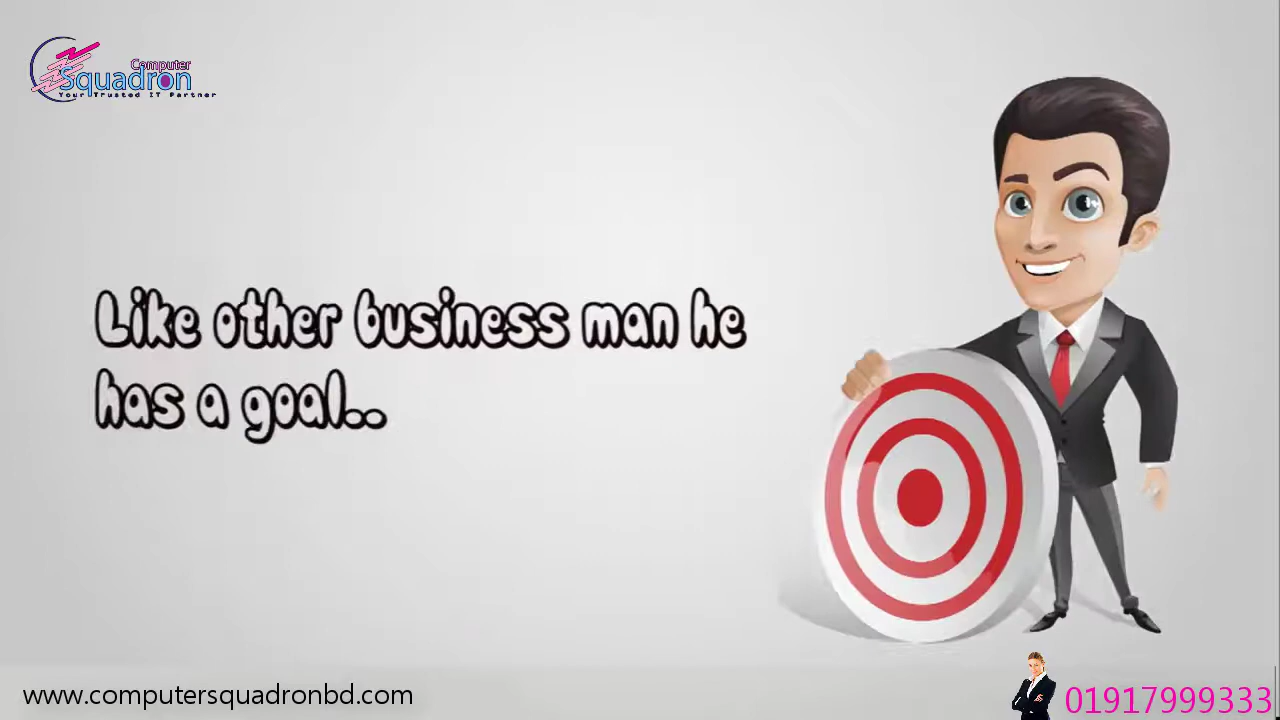 Computer
Squadron
Your Trusted IT Partner
Like other business man he
has a goal..
www.computersquadronbd.com
01917999333